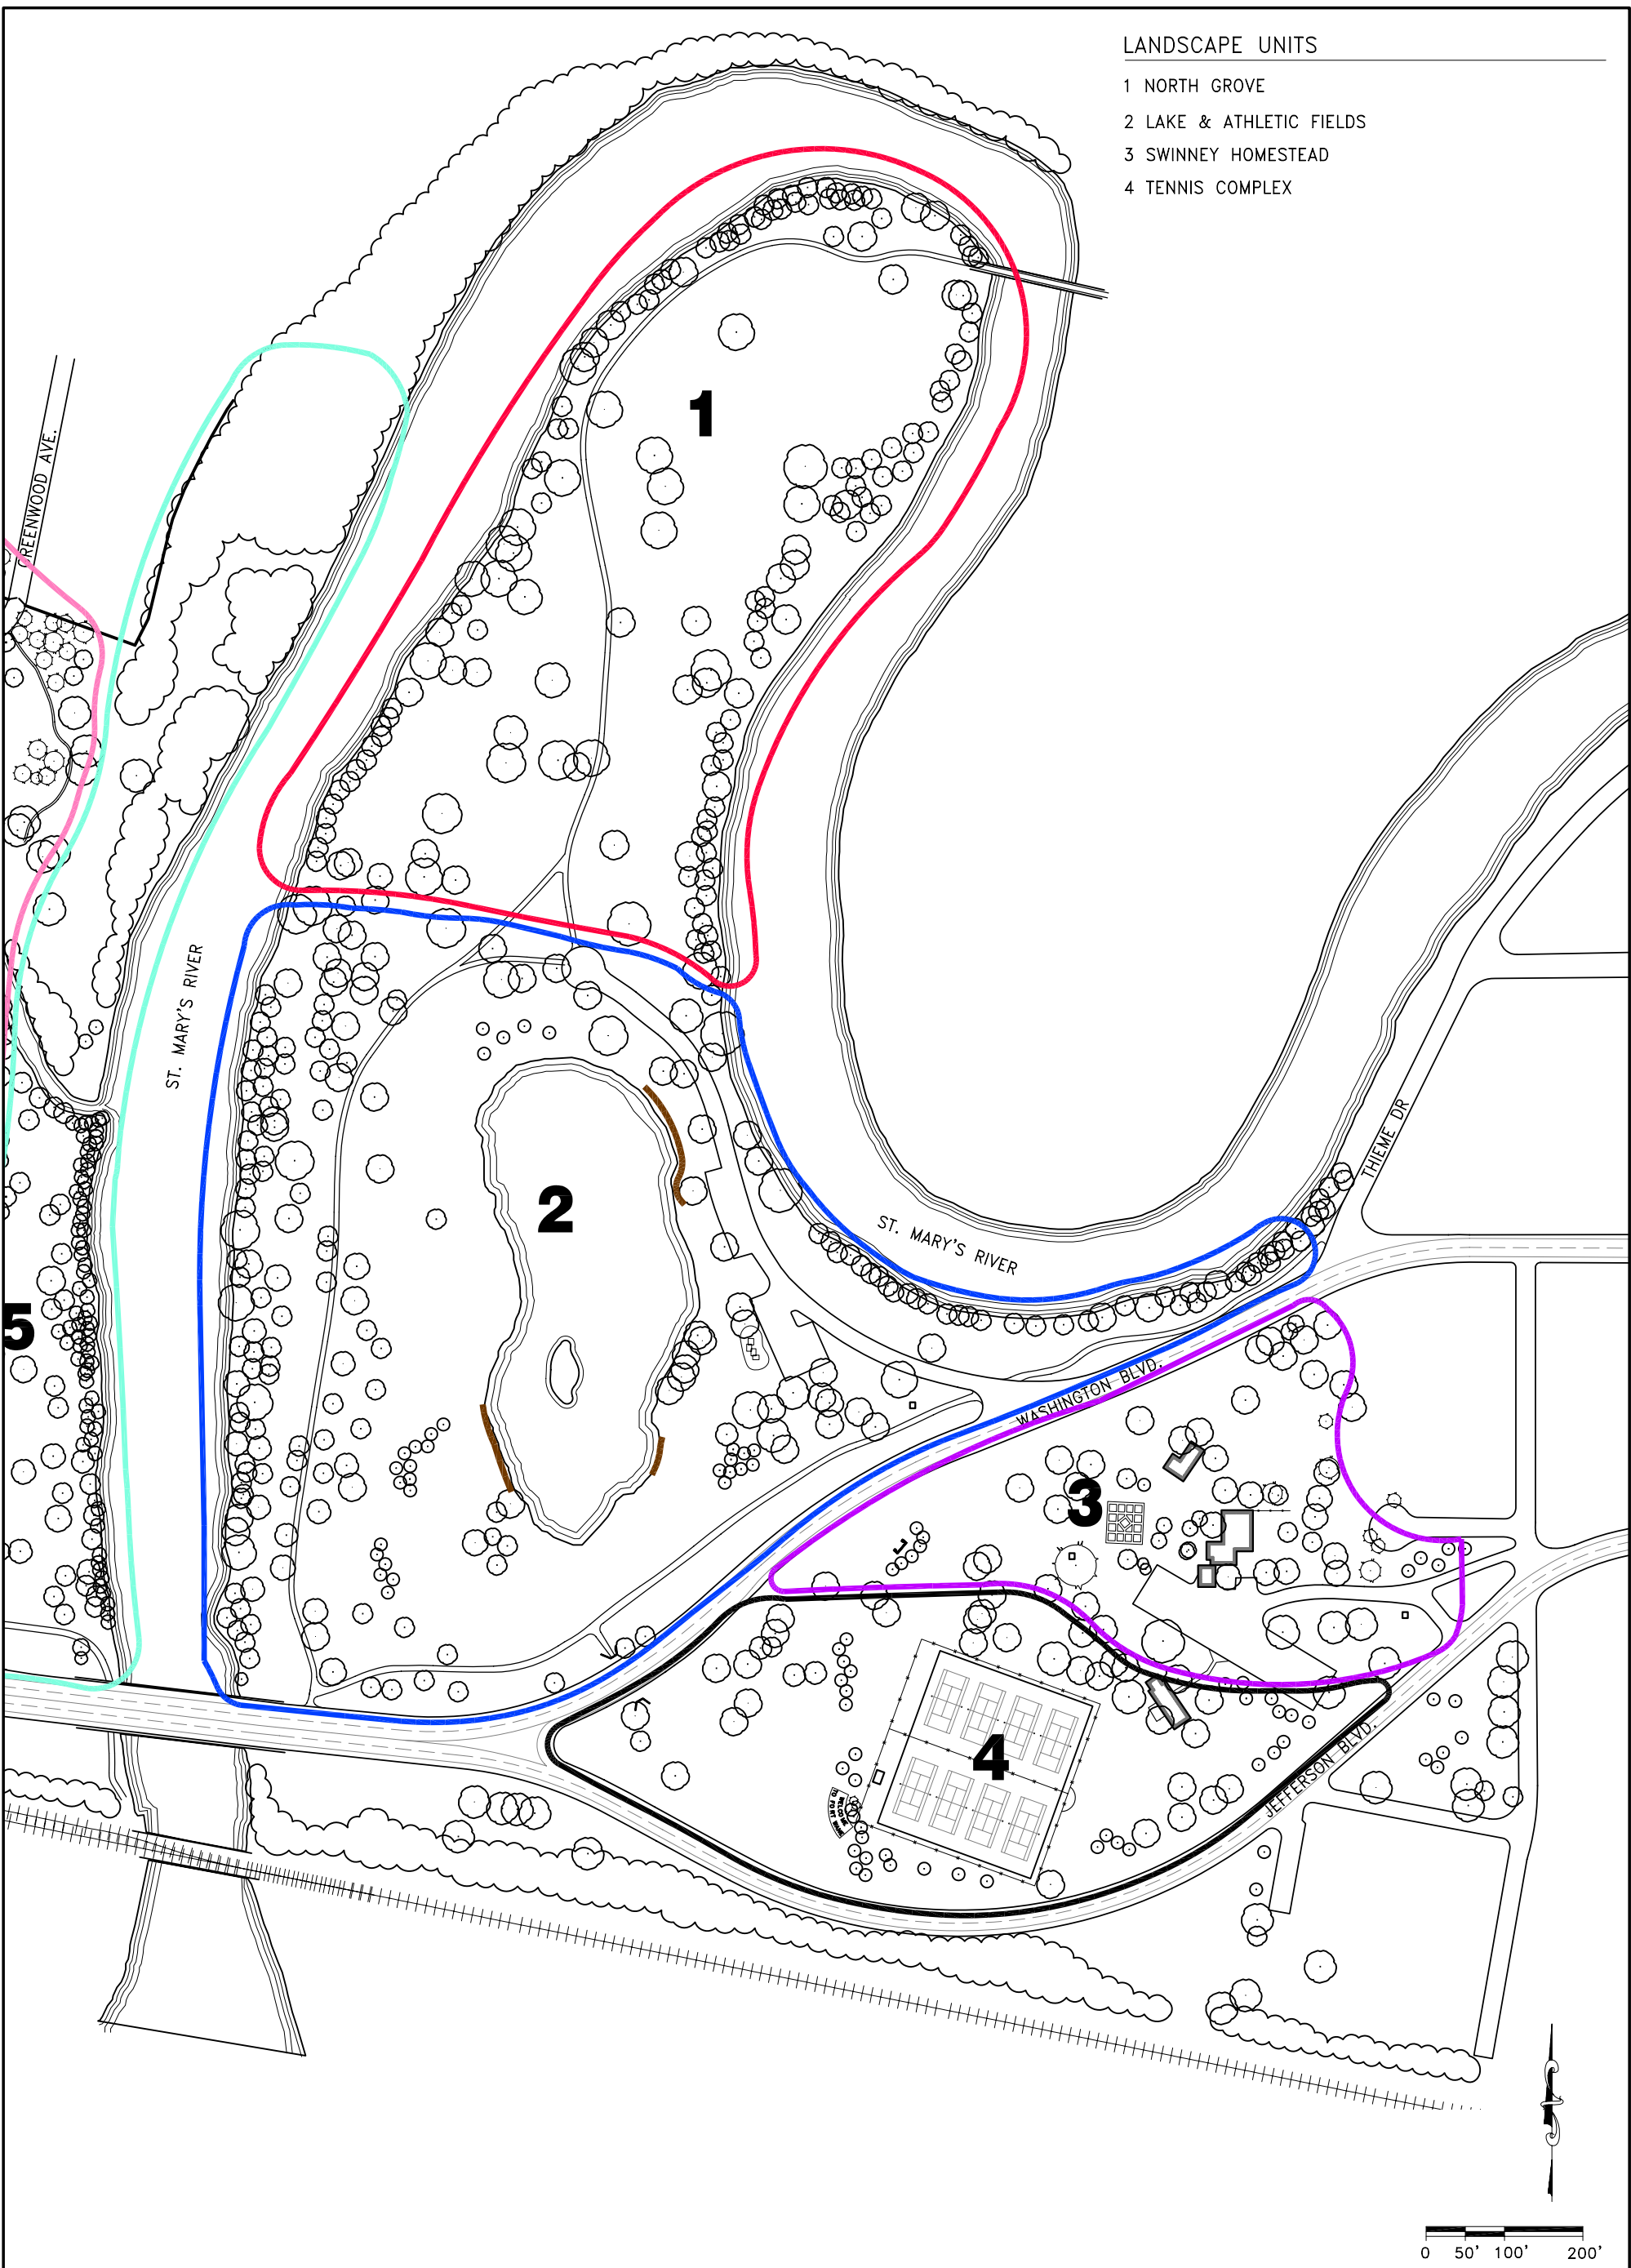 LANDSCAPE UNITS
1 NORTH GROVE
2 LAKE & ATHLETIC FIELDS
3 SWINNEY HOMESTEAD
4 TENNIS COMPLEX
1
GREENWOOD AVE.
ST. MARY'S RIVER
THIEME DR
2
ST. MARY'S RIVER
5
WASHINGTON BLVD.
3
4
JEFFERSON BLVD.
0 50' 100' 200'